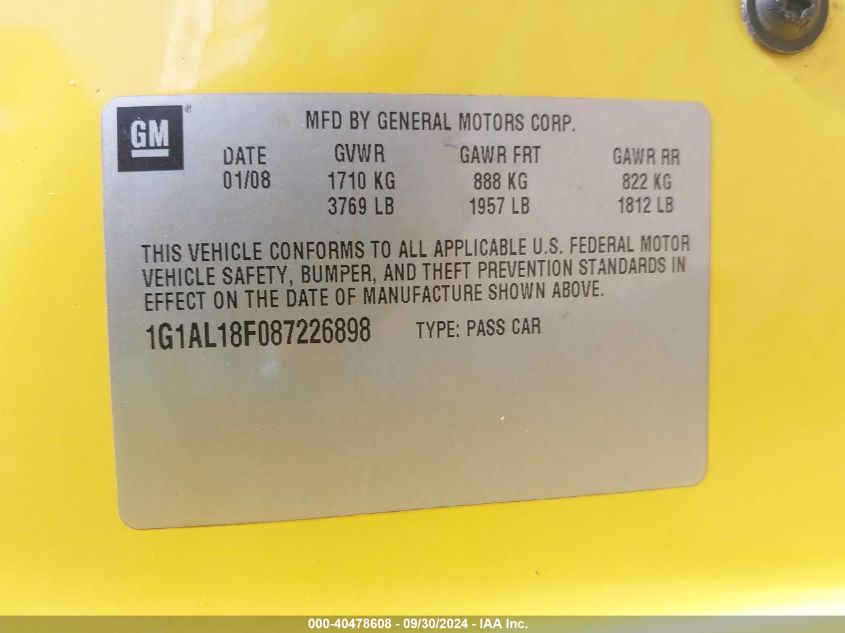 GM ®
MFD BY GENERAL MOTORS CORP.
DATE GVWR GAWR FRT GAWR RR
01/08 1710 KG 888 KG 822 KG
3769 LB 1957 LB 1812 LB
THIS VEHICLE CONFORMS TO ALL APPLICABLE U.S. FEDERAL MOTOR
VEHICLE SAFETY, BUMPER, AND THEFT PREVENTION STANDARDS IN
EFFECT ON THE DATE OF MANUFACTURE SHOWN ABOVE.
1G1AL18F087226898 TYPE: PASS CAR
000-40478608 - 09/30/2024 - IAA Inc.